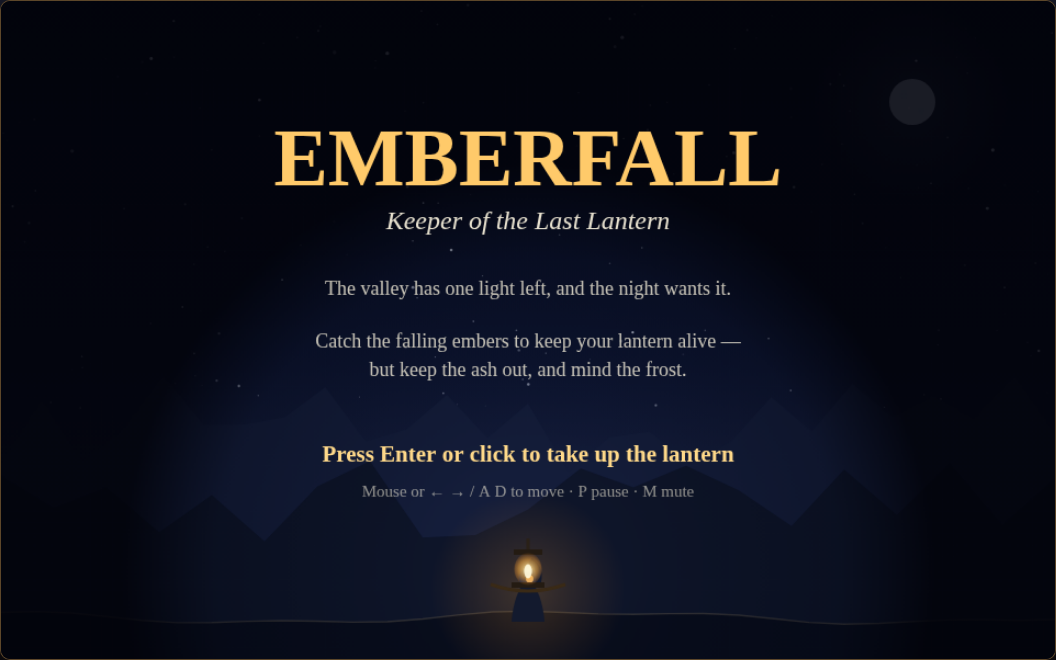 EMBERFALL
Keeper of the Last Lantern
The valley has one light left, and the night wants it.
Catch the falling embers to keep your lantern alive —
but keep the ash out, and mind the frost.
Press Enter or click to take up the lantern
Mouse or ← → / A D to move · P pause · M mute